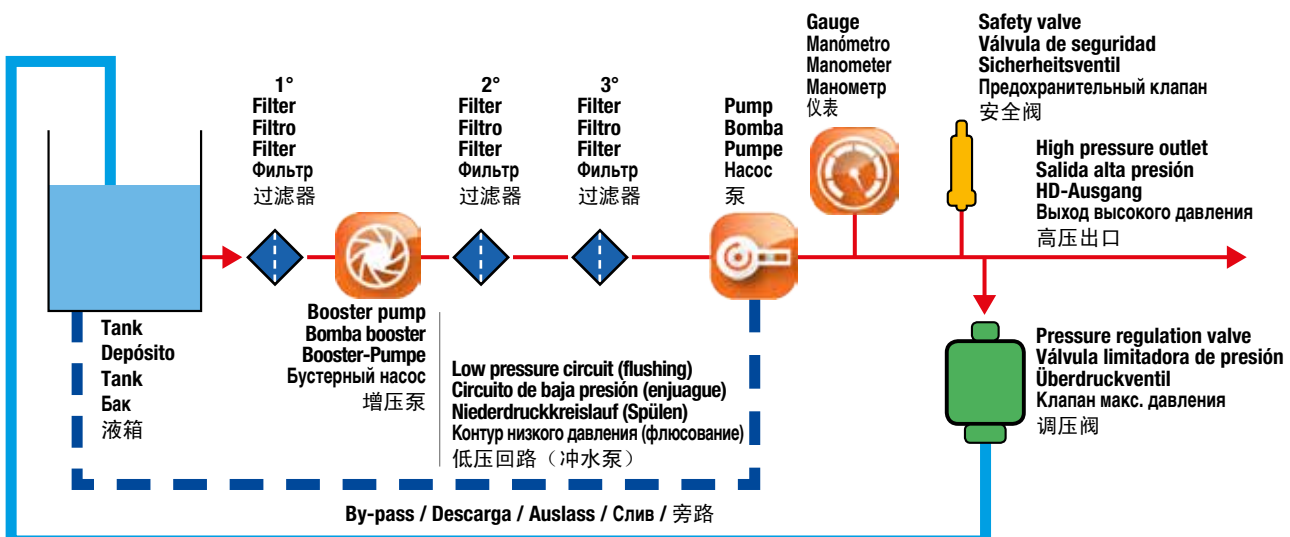 Gauge
Manómetro
Manometer
Манометр
仪表
Safety valve
Válvula de seguridad
Sicherheitsventil
Предохранительный клапан
安全阀
1°
Filter
Filtro
Filter
Фильтр
过滤器
2°
Filter
Filtro
Filter
Фильтр
过滤器
3°
Filter
Filtro
Filter
Фильтр
过滤器
Pump
Bomba
Pumpe
Насос
泵
High pressure outlet
Salida alta presión
HD-Ausgang
Выход высокого давления
高压出口
Tank
Depósito
Tank
Бак
液箱
Booster pump
Bomba booster
Booster-Pumpe
Бустерный насос
增压泵
Low pressure circuit (flushing)
Circuito de baja presión (enjuague)
Niederdruckkreislauf (Spülen)
Контур низкого давления (флюсование)
低压回路（冲水泵）
Pressure regulation valve
Válvula limitadora de presión
Überdruckventil
Клапан макс. давления
调压阀
By-pass / Descarga / Auslass / Слив / 旁路